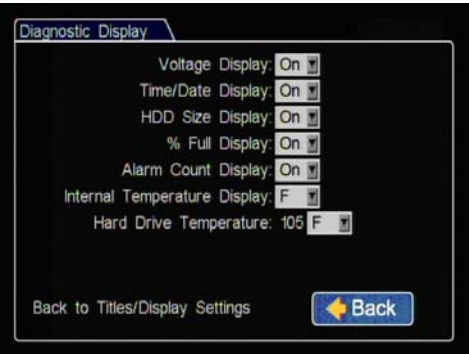 Diagnostic Display
Voltage Display: On
Time/Date Display: On
HDD Size Display: On
% Full Display: On
Alarm Count Display: On
Internal Temperature Display: F
Hard Drive Temperature: 105 F
Back to Titles/Display Settings
Back